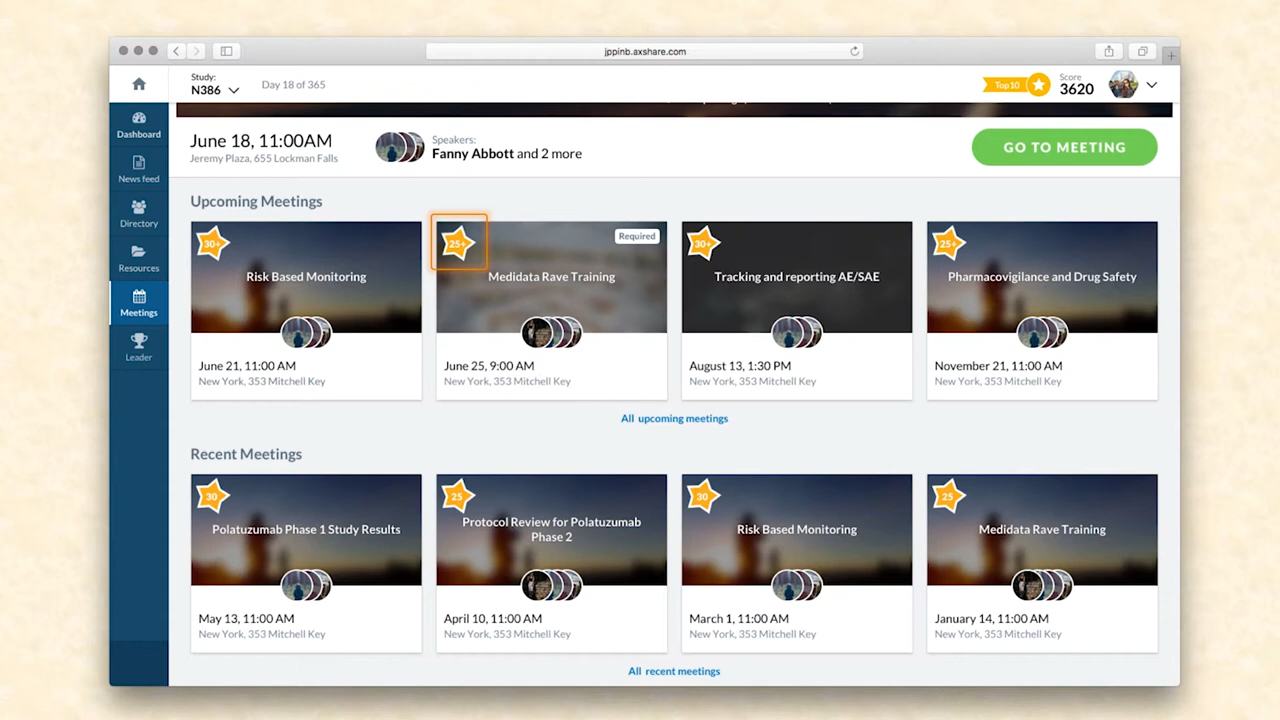 jppinb.axshare.com
Study:
N386
Day 18 of 365
Top10
Score
3620
Dashboard
News feed
Directory
Resources
Meetings
Leader
June 18, 11:00AM
Jeremy Plaza, 655 Lockman Falls
Speakers:
Fanny Abbott and 2 more
GO TO MEETING
Upcoming Meetings
30+
Risk Based Monitoring
June 21, 11:00 AM
New York, 353 Mitchell Key
25+
Required
Medidata Rave Training
June 25, 9:00 AM
New York, 353 Mitchell Key
30+
Tracking and reporting AE/SAE
August 13, 1:30 PM
New York, 353 Mitchell Key
25+
Pharmacovigilance and Drug Safety
November 21, 11:00 AM
New York, 353 Mitchell Key
All upcoming meetings
Recent Meetings
30
Polatuzumab Phase 1 Study Results
May 13, 11:00 AM
New York, 353 Mitchell Key
25
Protocol Review for Polatuzumab
Phase 2
April 10, 11:00 AM
New York, 353 Mitchell Key
30
Risk Based Monitoring
March 1, 11:00 AM
New York, 353 Mitchell Key
25
Medidata Rave Training
January 14, 11:00 AM
New York, 353 Mitchell Key
All recent meetings